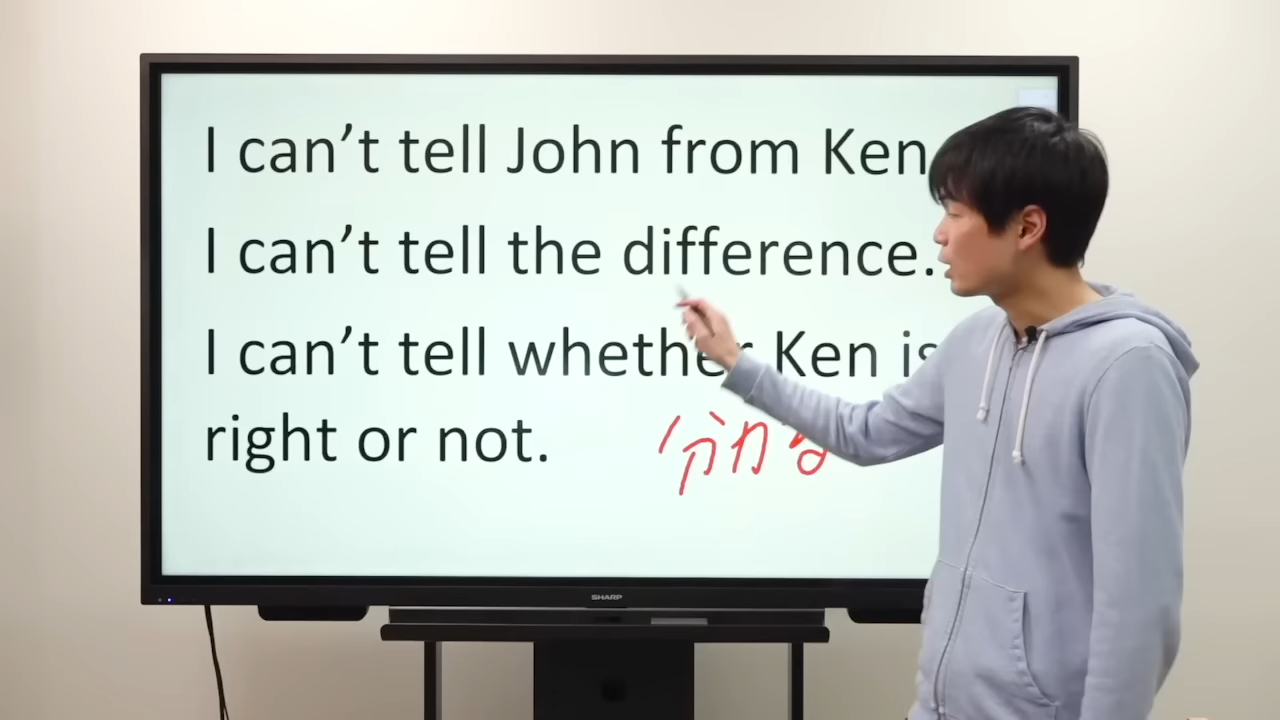 I can't tell John from Ken
I can't tell the difference.
I can't tell whether Ken is
right or not.
分かる
SHARP